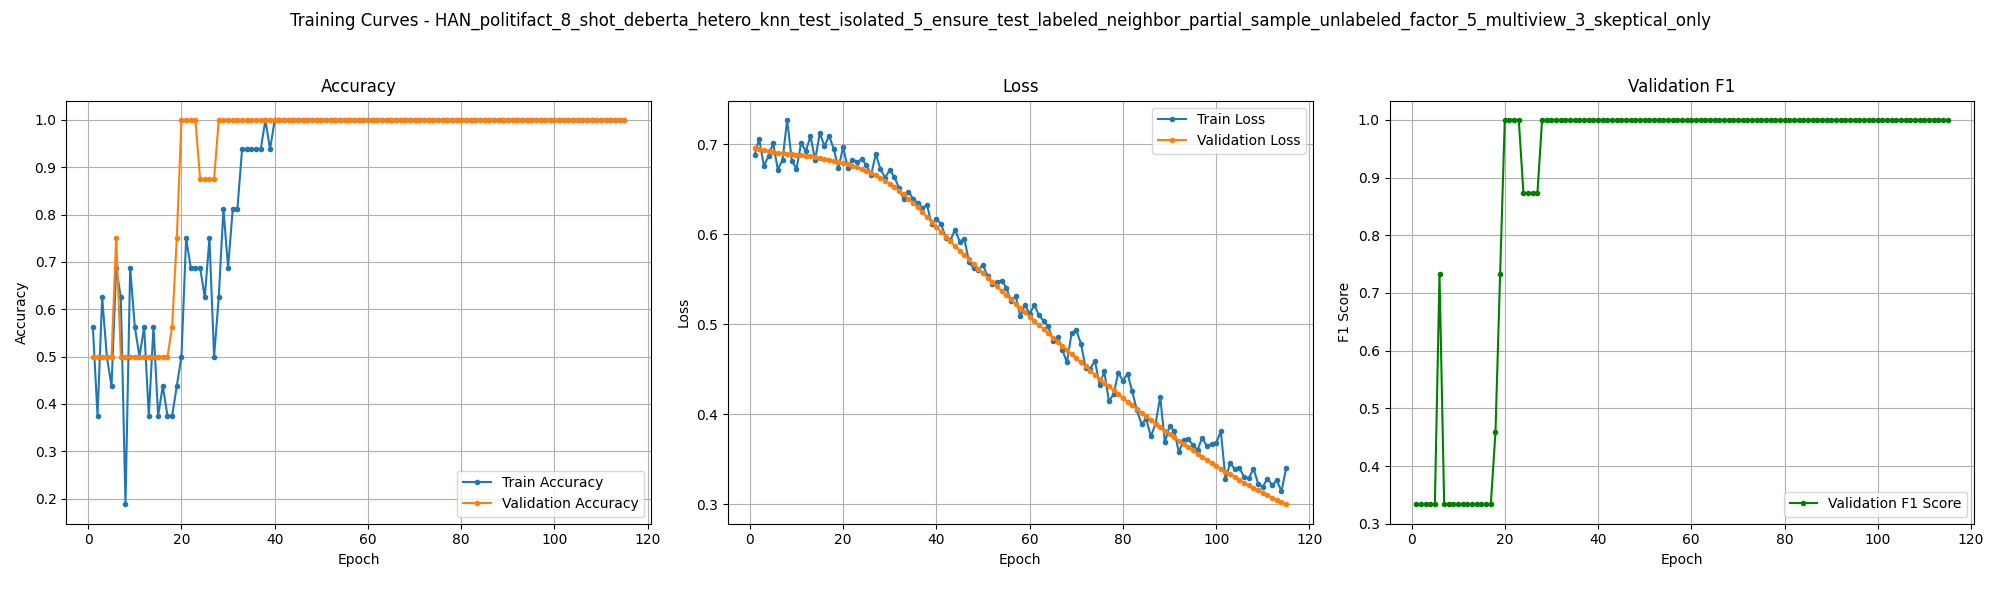 Training Curves - HAN_politifact_8_shot_deberta_hetero_knn_test_isolated_5_ensure_test_labeled_neighbor_partial_sample_unlabeled_factor_5_multiview_3_skeptical_only
Accuracy
Accuracy
1.0
0.9
0.8
0.7
0.6
0.5
0.4
0.3
0.2
0 20 40 60 80 100 120
Epoch
Train Accuracy
Validation Accuracy
Loss
Loss
0.7
0.6
0.5
0.4
0.3
0 20 40 60 80 100 120
Epoch
Train Loss
Validation Loss
Validation F1
F1 Score
1.0
0.9
0.8
0.7
0.6
0.5
0.4
0.3
0 20 40 60 80 100 120
Epoch
Validation F1 Score